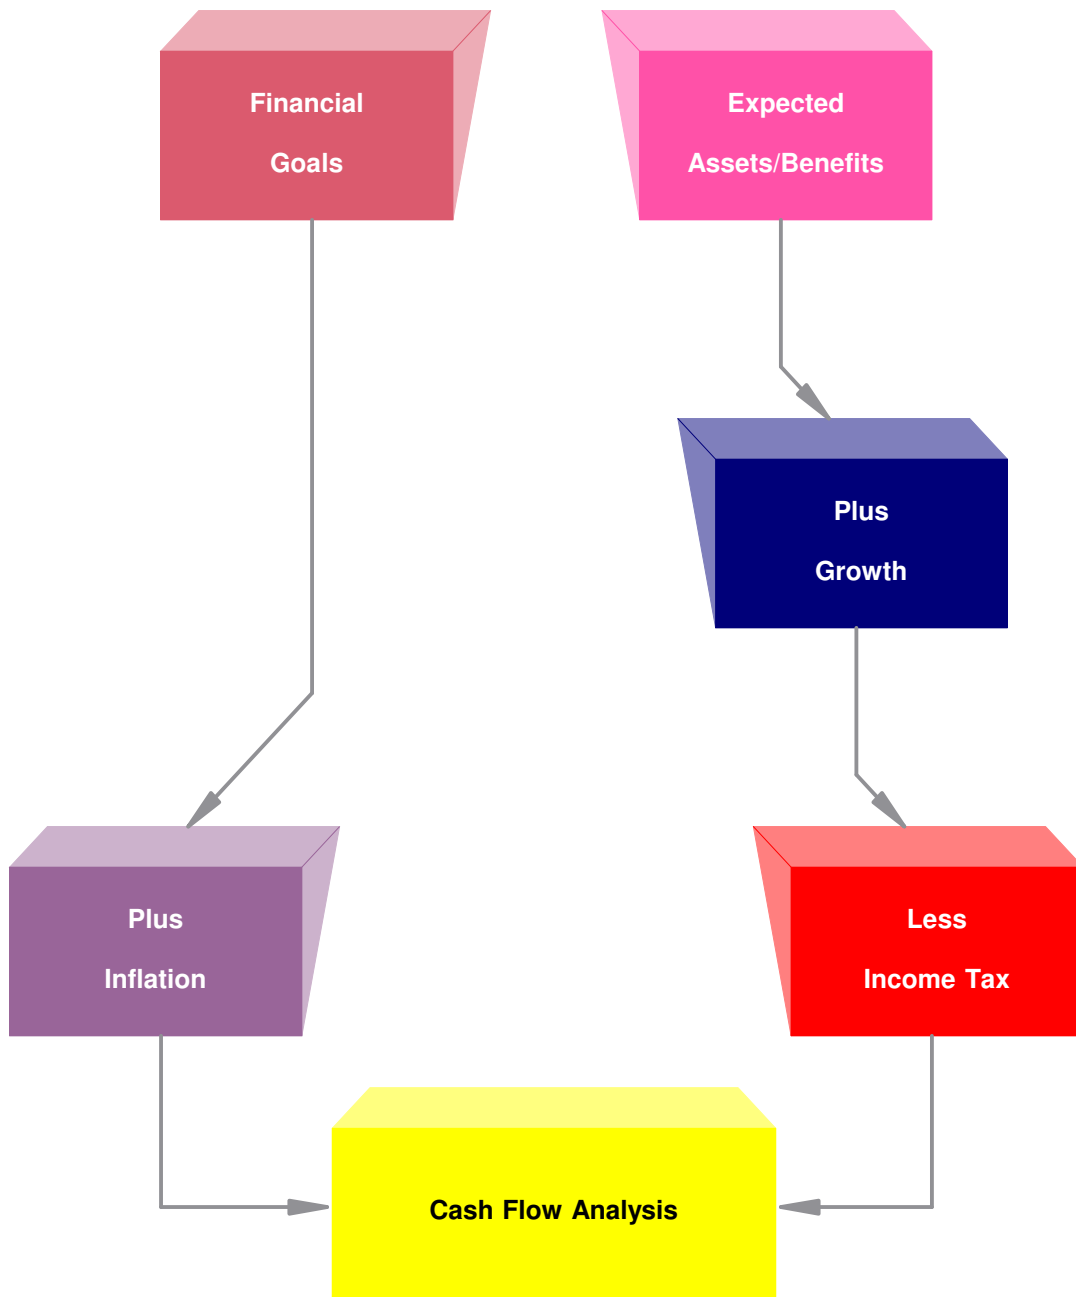 Financial
Goals
Expected
Assets/Benefits
Plus
Growth
Plus
Inflation
Less
Income Tax
Cash Flow Analysis